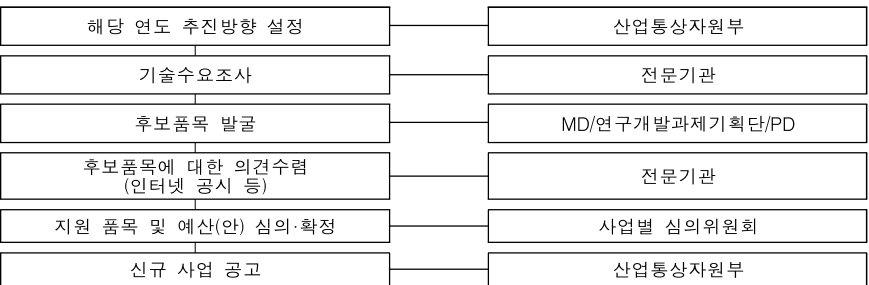 해당 연도 추진방향 설정
산업통상자원부
기술수요조사
전문기관
후보품목 발굴
MD/연구개발과제기획단/PD
후보품목에 대한 의견수렴
(인터넷 공시 등)
전문기관
지원 품목 및 예산(안) 심의·확정
사업별 심의위원회
신규 사업 공고
산업통상자원부